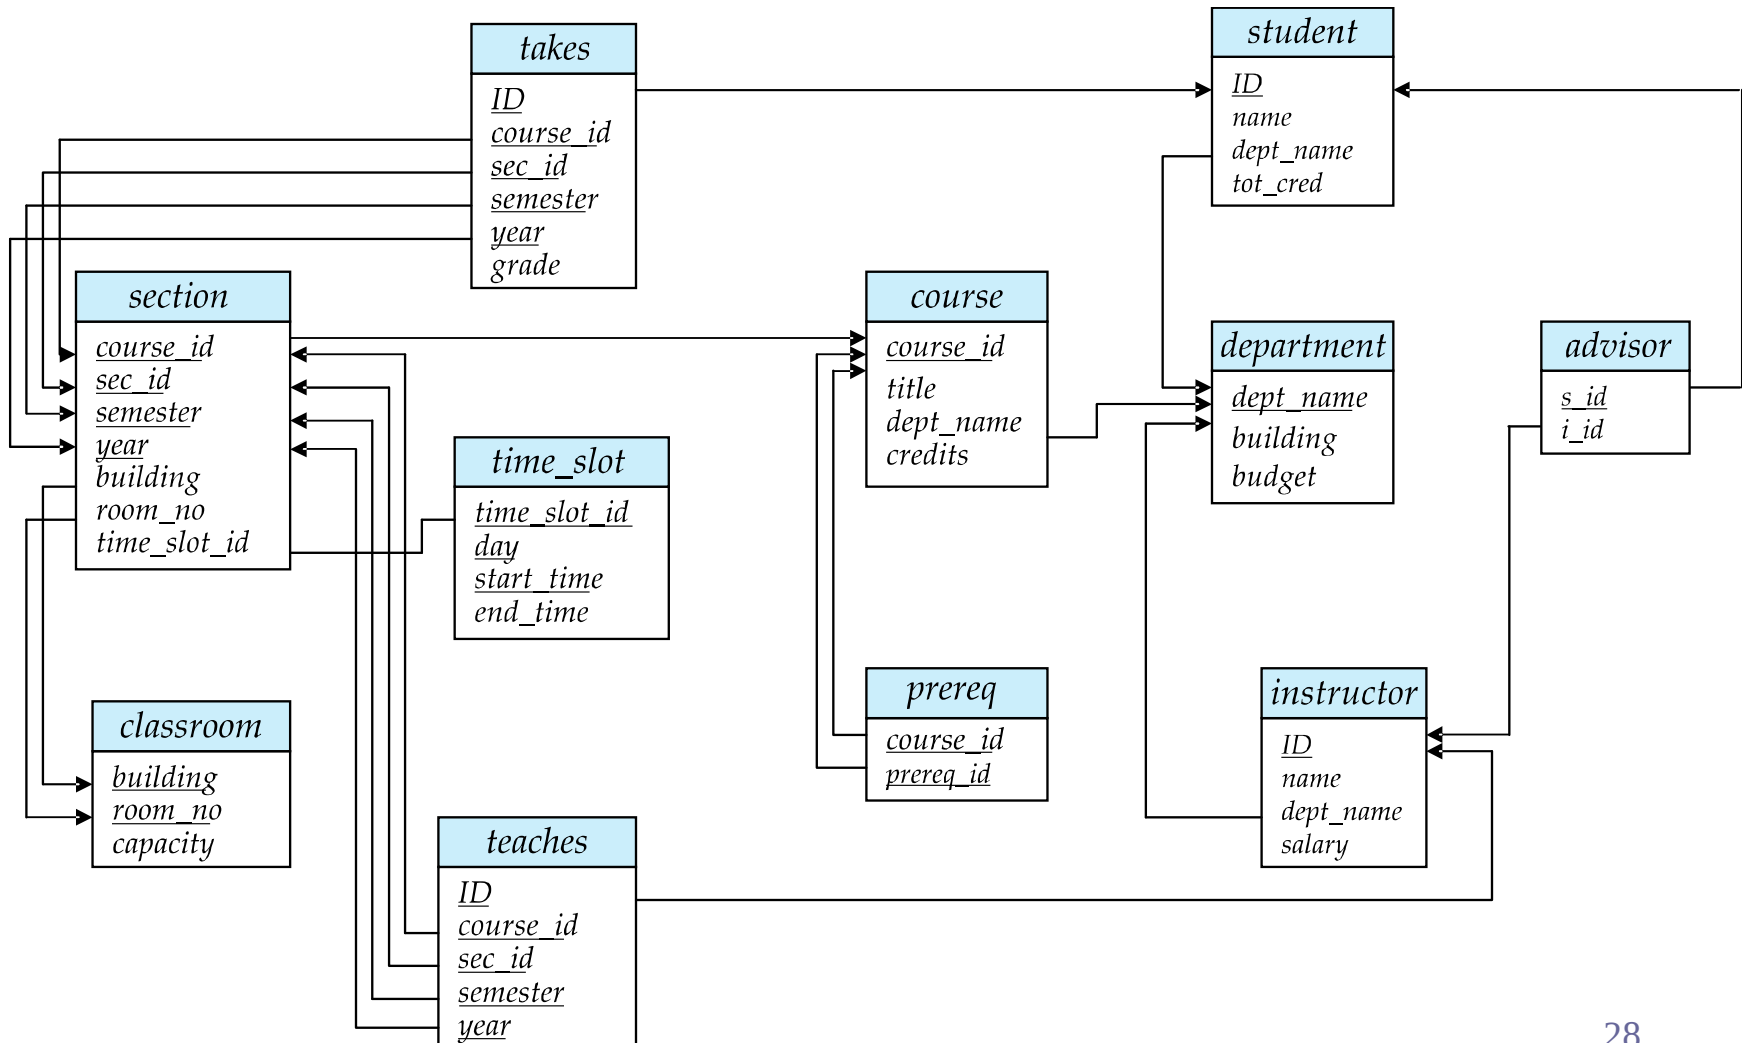 takes
ID
course_id
sec_id
semester
year
grade
student
ID
name
dept_name
tot_cred
section
course_id
sec_id
semester
year
building
room_no
time_slot_id
time_slot
time_slot_id
day
start_time
end_time
course
course_id
title
dept_name
credits
department
dept_name
building
budget
advisor
s_id
i_id
classroom
building
room_no
capacity
prereq
course_id
prereq_id
instructor
ID
name
dept_name
salary
teaches
ID
course_id
sec_id
semester
year
28